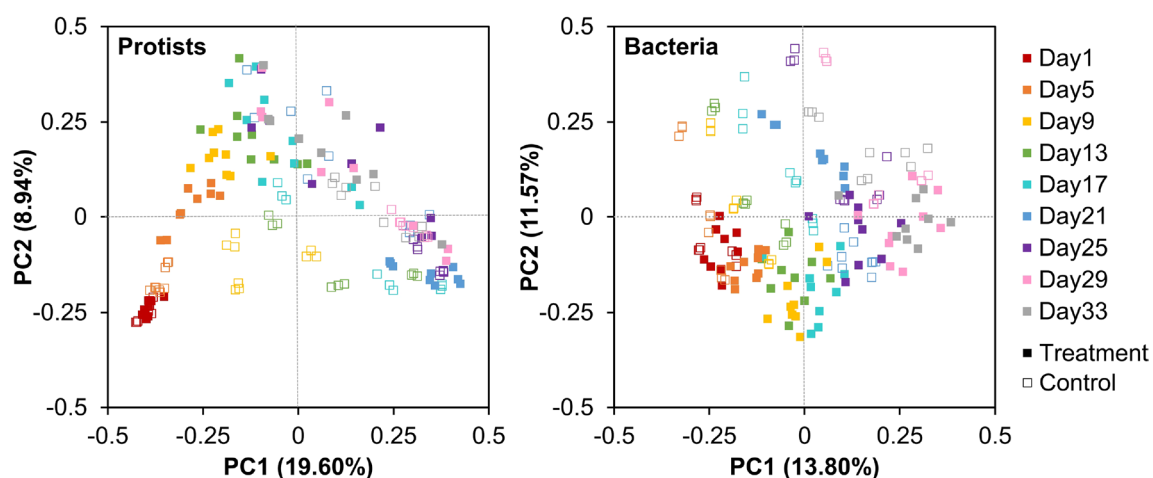 Protists
0.5
0.25
0
-0.25
-0.5
PC2 (8.94%)
-0.5
-0.25
0
0.25
0.5
PC1 (19.60%)
Bacteria
0.5
0.25
0
-0.25
-0.5
PC2 (11.57%)
-0.5
-0.25
0
0.25
0.5
PC1 (13.80%)
Day1
Day5
Day9
Day13
Day17
Day21
Day25
Day29
Day33
Treatment
Control